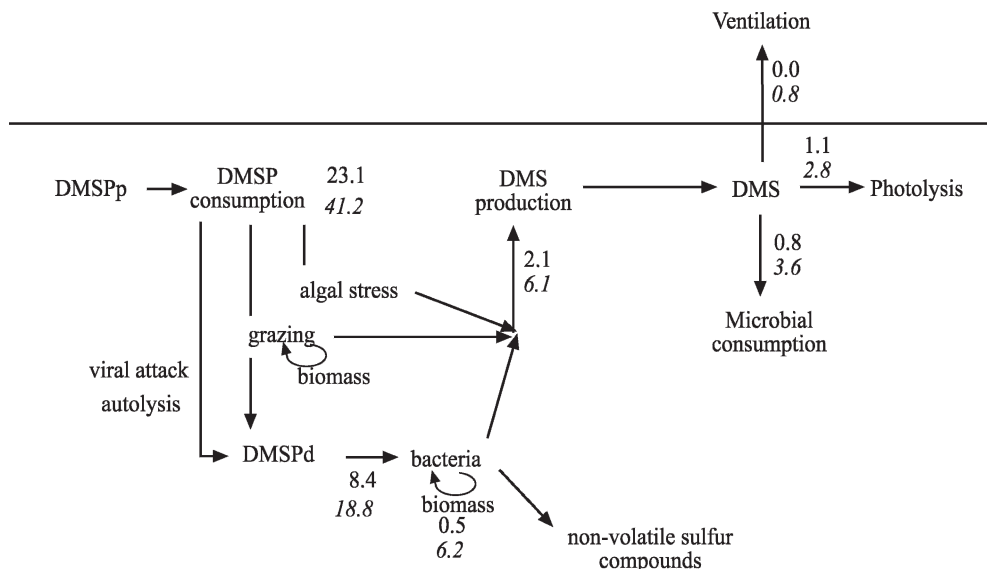 Ventilation
0.0
0.8
DMSPp
DMSP
consumption
23.1
41.2
DMS
production
DMS
1.1
2.8
Photolysis
2.1
6.1
0.8
3.6
algal stress
Microbial
consumption
grazing
biomass
viral attack
autolysis
DMSPd
8.4
18.8
bacteria
biomass
0.5
6.2
non-volatile sulfur
compounds